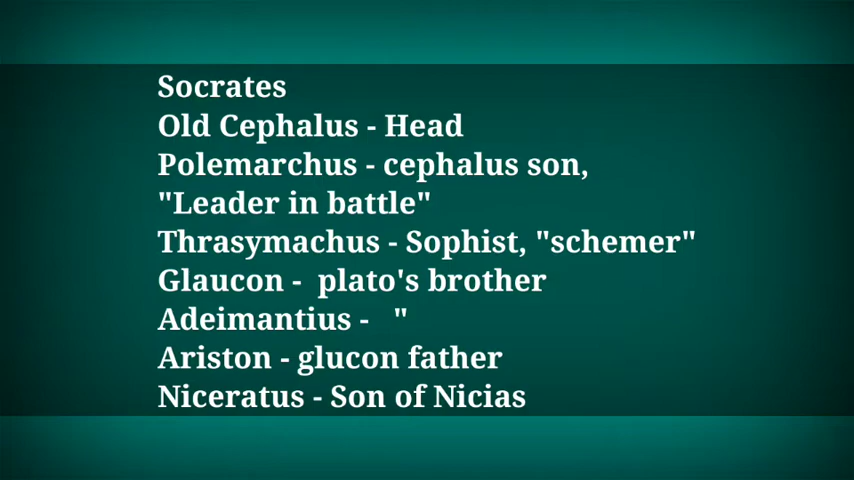 Socrates
Old Cephalus - Head
Polemarchus - cephalus son,
"Leader in battle"
Thrasymachus - Sophist, "schemer"
Glaucon -  plato's brother
Adeimantius -   "
Ariston - glucon father
Niceratus - Son of Nicias